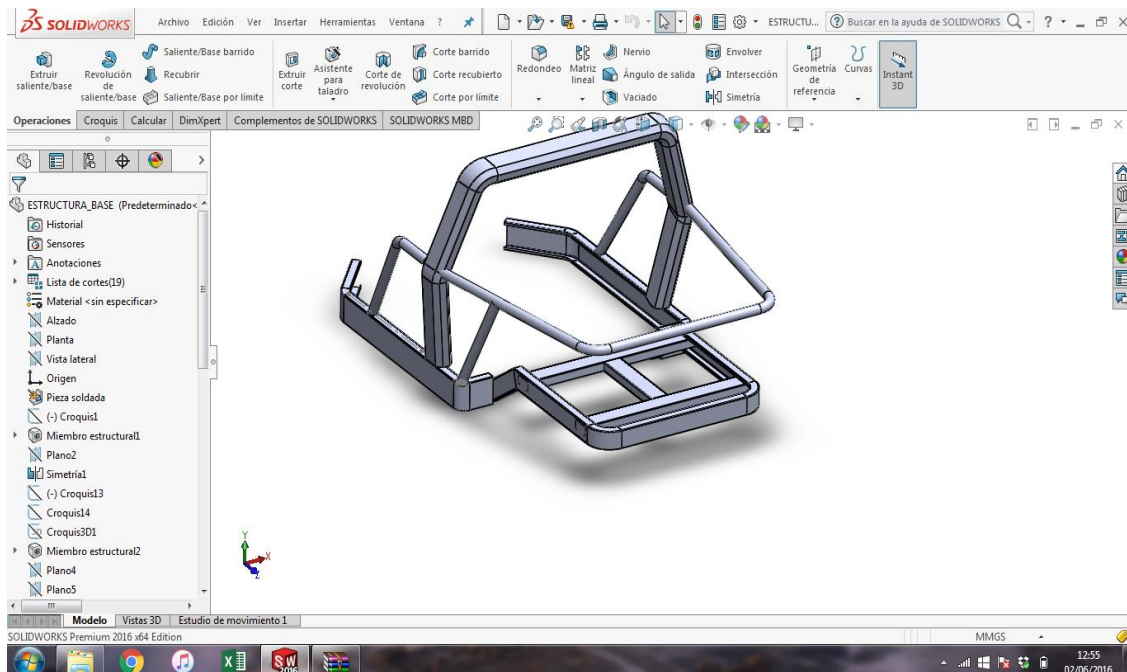 SOLIDWORKS
Archivo Edición Ver Insertar Herramientas Ventana ?
ESTRUCTU...
Buscar en la ayuda de SOLIDWORKS
?
Extruir saliente/base
Revolución de saliente/base
Saliente/Base barrido
Recubrir
Saliente/Base por límite
Extruir corte
Asistente para taladro
Corte de revolución
Corte barrido
Corte recubierto
Corte por límite
Redondeo
Matriz lineal
Nervio
Ángulo de salida
Vaciado
Envolver
Intersección
Simetría
Geometría de referencia
Curvas
Instant 3D
Operaciones Croquis Calcular DimXpert Complementos de SOLIDWORKS SOLIDWORKS MBD
ESTRUCTURA_BASE (Predeterminado<
Historial
Sensores
Anotaciones
Lista de cortes(19)
Material <sin especificar>
Alzado
Planta
Vista lateral
Origen
Pieza soldada
(-) Croquis1
Miembro estructural1
Plano2
Simetría1
(-) Croquis13
Croquis14
Croquis3D1
Miembro estructural2
Plano4
Plano5
Y
X
Z
Modelo Vistas 3D Estudio de movimiento 1
SOLIDWORKS Premium 2016 x64 Edition
MMGS
SW
2016
12:55
02/06/2016